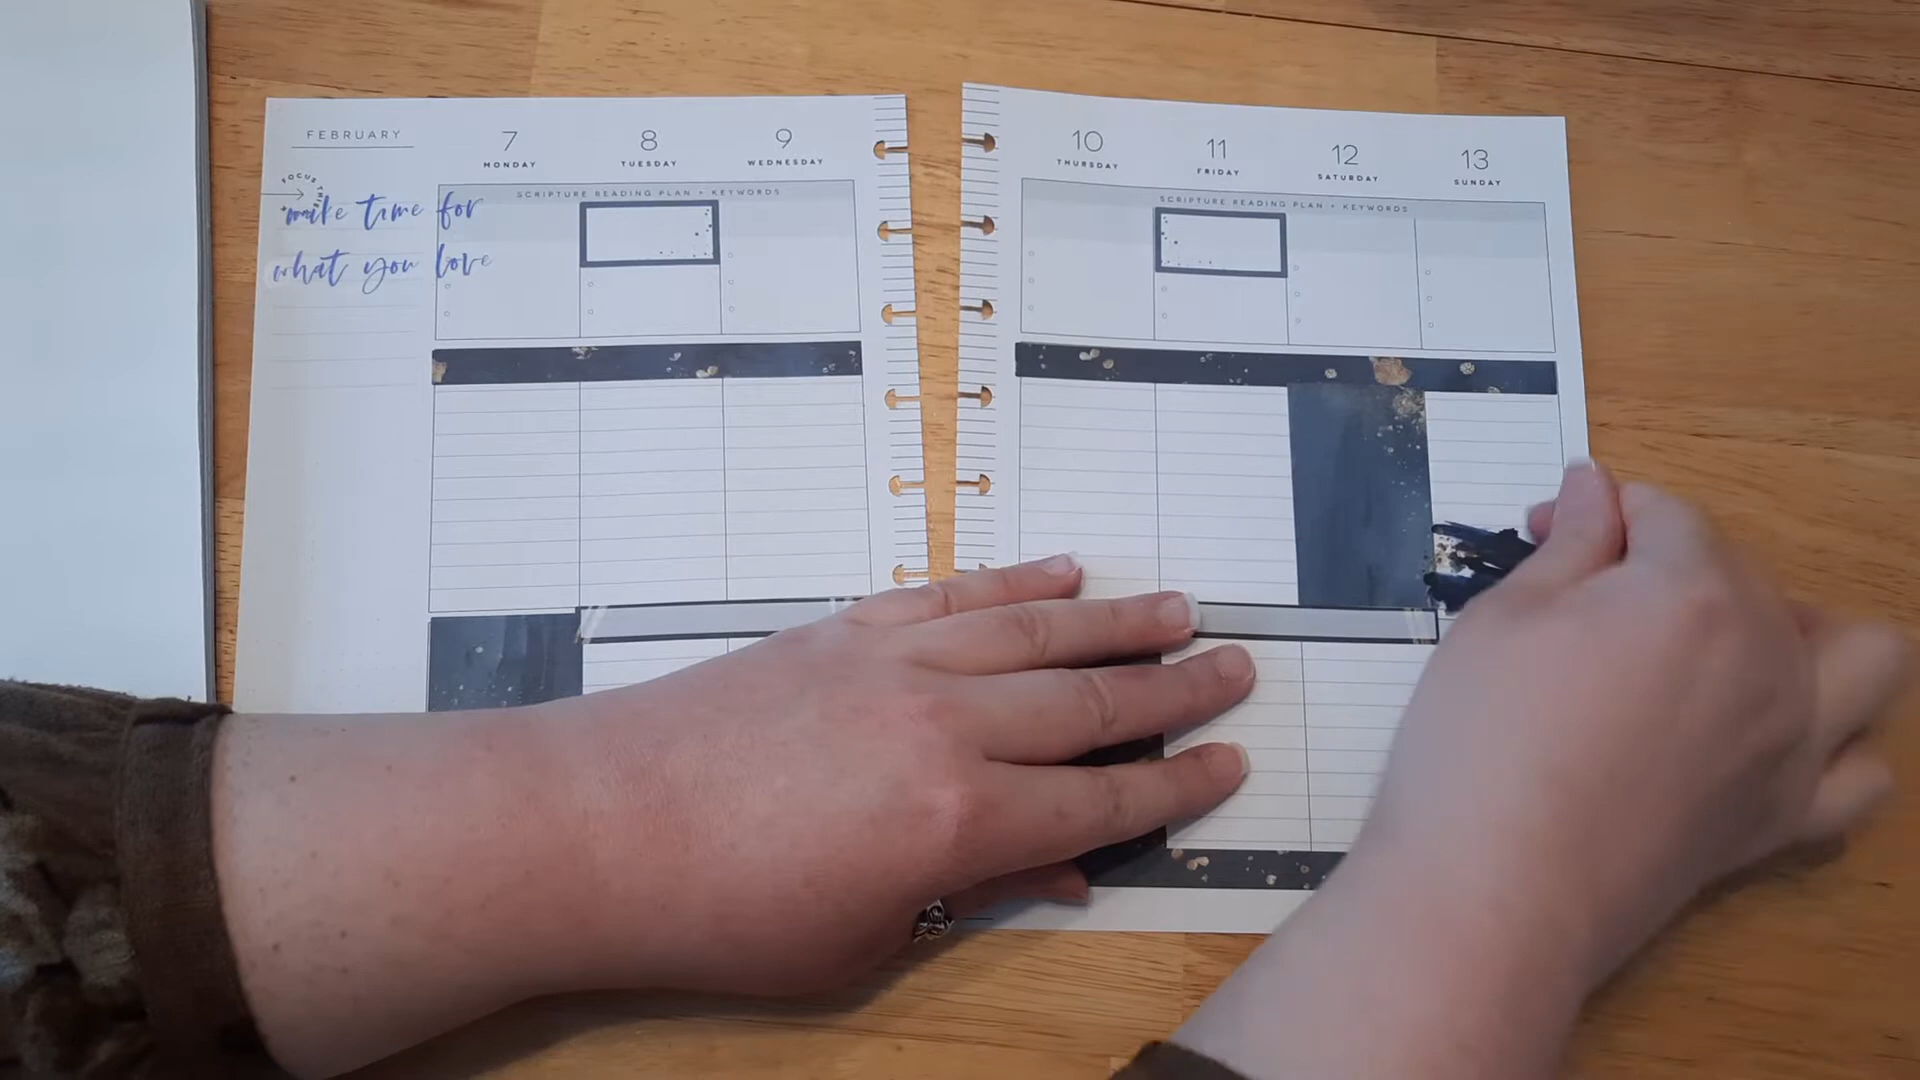 FEBRUARY
7
MONDAY
8
TUESDAY
9
WEDNESDAY
FOCUS THIS
make time for
what you love
SCRIPTURE READING PLAN + KEYWORDS
10
THURSDAY
11
FRIDAY
12
SATURDAY
13
SUNDAY
SCRIPTURE READING PLAN + KEYWORDS